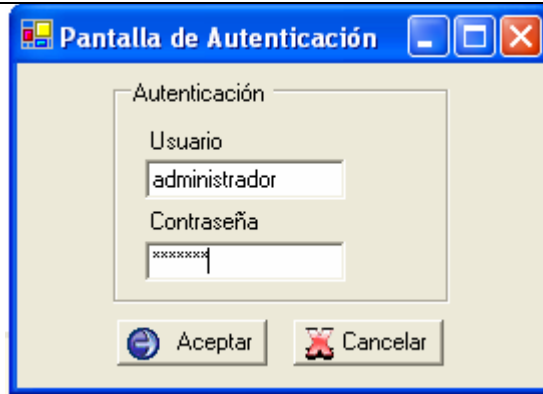 Pantalla de Autenticación
Autenticación
Usuario
administrador
Contraseña
*******
Aceptar Cancelar